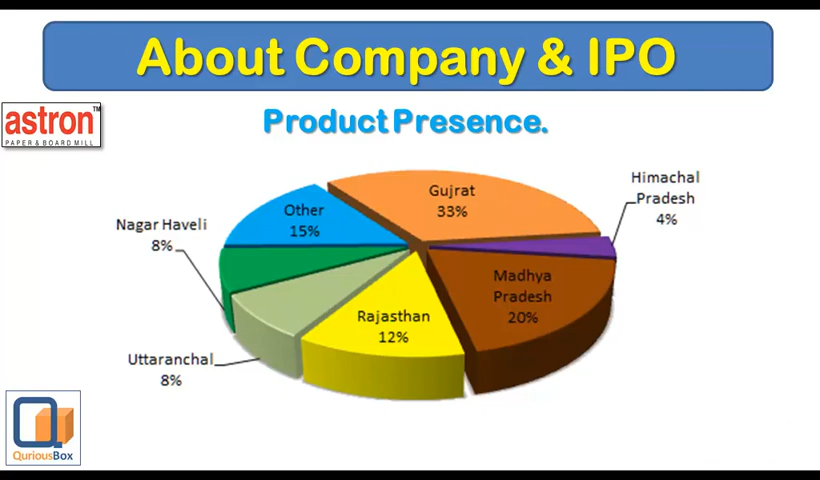 About Company & IPO
astron™
PAPER & BOARD MILL
Product Presence.
Gujrat
33%
Himachal
Pradesh
4%
Other
15%
Nagar Haveli
8%
Madhya
Pradesh
20%
Rajasthan
12%
Uttaranchal
8%
QuriousBox